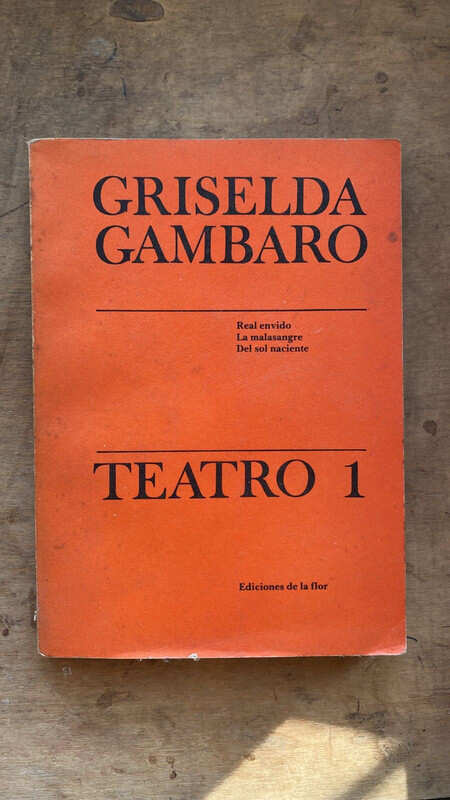 GRISELDA
GAMBARO
Real envido
La malasangre
Del sol naciente
TEATRO 1
Ediciones de la flor